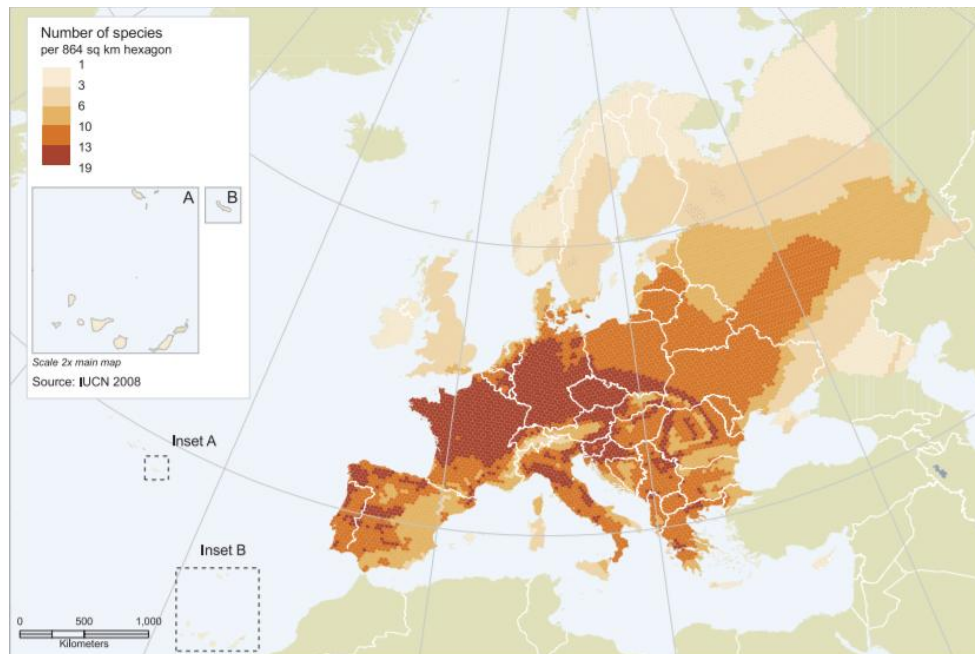 Number of species
per 864 sq km hexagon
1
3
6
10
13
19
A
B
Scale 2x main map
Source: IUCN 2008
Inset A
Inset B
0 500 1,000
Kilometers